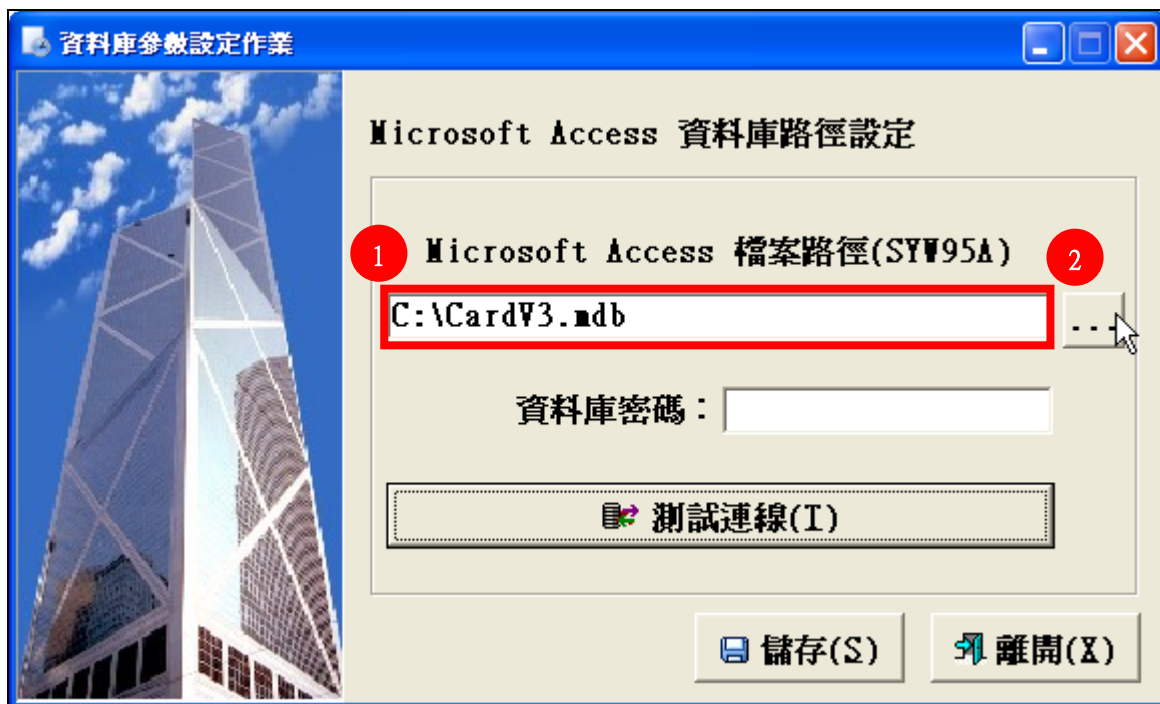 資料庫參數設定作業
Microsoft Access 資料庫路徑設定
1 Microsoft Access 檔案路徑(SYW95A) 2
C:\CardV3.mdb ...
資料庫密碼：
測試連線(T)
儲存(S) 離開(X)